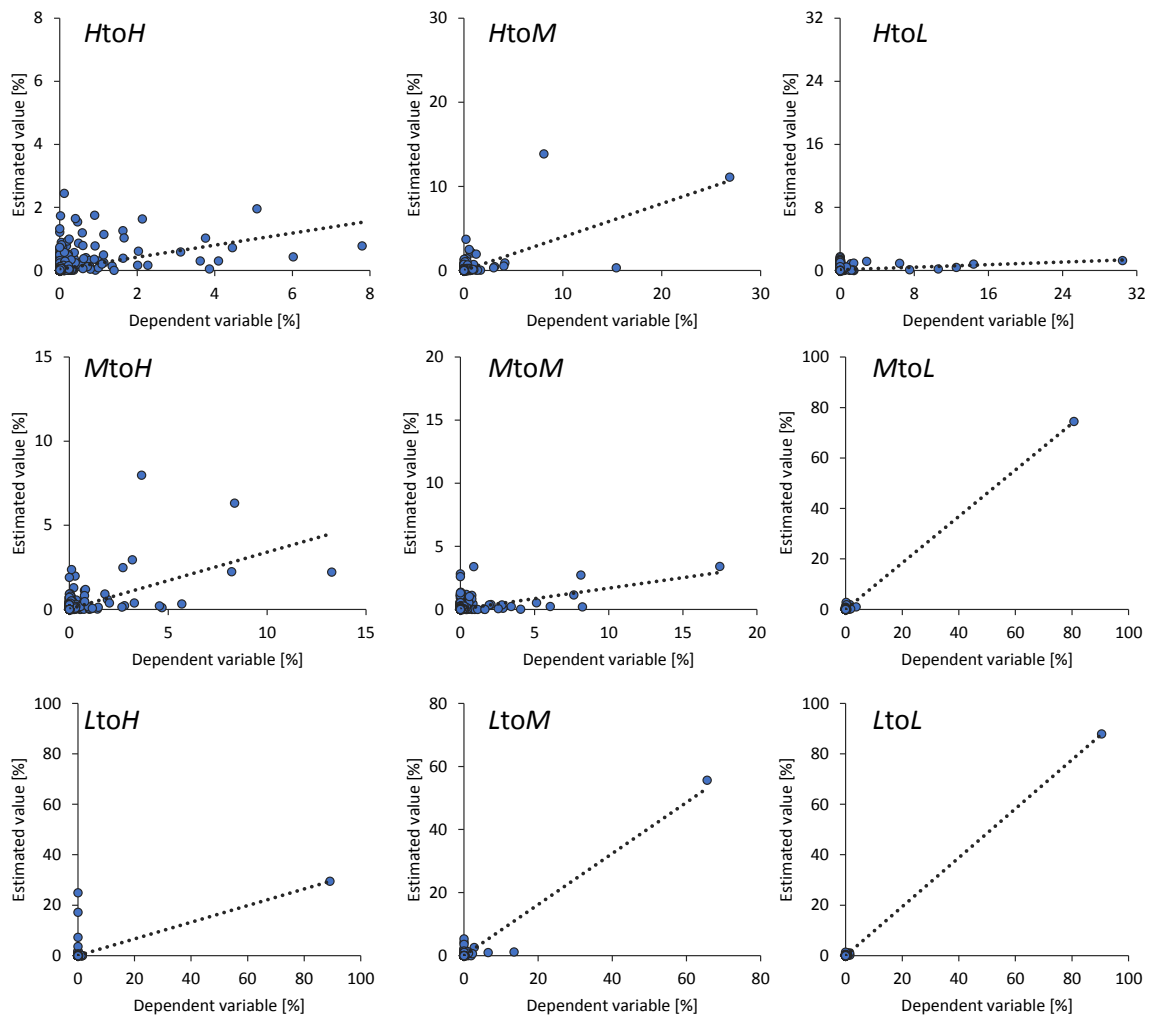 HtoH
Estimated value [%]
8
6
4
2
0
0 2 4 6 8
Dependent variable [%]
HtoM
Estimated value [%]
30
20
10
0
0 10 20 30
Dependent variable [%]
HtoL
Estimated value [%]
32
24
16
8
0
0 8 16 24 32
Dependent variable [%]
MtoH
Estimated value [%]
15
10
5
0
0 5 10 15
Dependent variable [%]
MtoM
Estimated value [%]
20
15
10
5
0
0 5 10 15 20
Dependent variable [%]
MtoL
Estimated value [%]
100
80
60
40
20
0
0 20 40 60 80 100
Dependent variable [%]
LtoH
Estimated value [%]
100
80
60
40
20
0
0 20 40 60 80 100
Dependent variable [%]
LtoM
Estimated value [%]
80
60
40
20
0
0 20 40 60 80
Dependent variable [%]
LtoL
Estimated value [%]
100
80
60
40
20
0
0 20 40 60 80 100
Dependent variable [%]